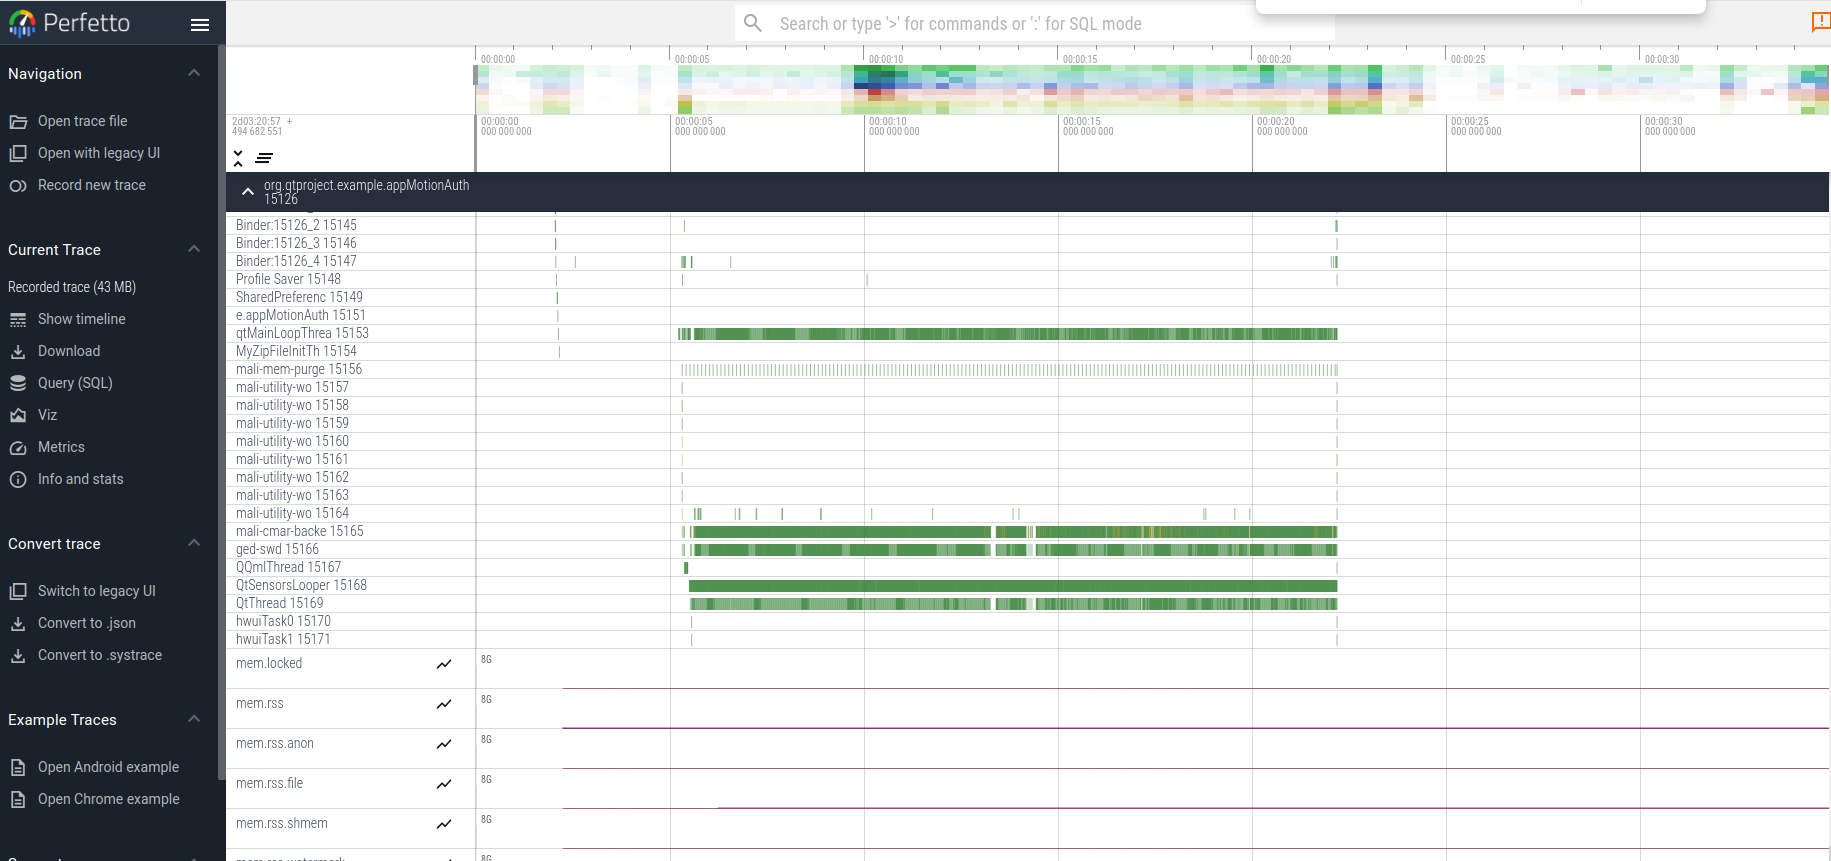 Perfetto
Search or type '>' for commands or ':' for SQL mode
Navigation
Open trace file
Open with legacy UI
Record new trace
Current Trace
Recorded trace (43 MB)
Show timeline
Download
Query (SQL)
Viz
Metrics
Info and stats
Convert trace
Switch to legacy UI
Convert to .json
Convert to .systrace
Example Traces
Open Android example
Open Chrome example
00:00:00 00:00:05 00:00:10 00:00:15 00:00:20 00:00:25 00:00:30
2d03:20:57 +
494 682 551
00:00:00 00:00:05 00:00:10 00:00:15 00:00:20 00:00:25 00:00:30
000 000 000 000 000 000 000 000 000 000 000 000 000 000 000 000 000 000 000 000 000
org.qtproject.example.appMotionAuth
15126
Binder:15126_2 15145
Binder:15126_3 15146
Binder:15126_4 15147
Profile Saver 15148
SharedPreferenc 15149
e.appMotionAuth 15151
qtMainLoopThrea 15153
MyZipFileInitTh 15154
mali-mem-purge 15156
mali-utility-wo 15157
mali-utility-wo 15158
mali-utility-wo 15159
mali-utility-wo 15160
mali-utility-wo 15161
mali-utility-wo 15162
mali-utility-wo 15163
mali-utility-wo 15164
mali-cmar-backe 15165
ged-swd 15166
QQmlThread 15167
QtSensorsLooper 15168
QtThread 15169
hwuiTask0 15170
hwuiTask1 15171
mem.locked 8G
mem.rss 8G
mem.rss.anon 8G
mem.rss.file 8G
mem.rss.shmem 8G
8G